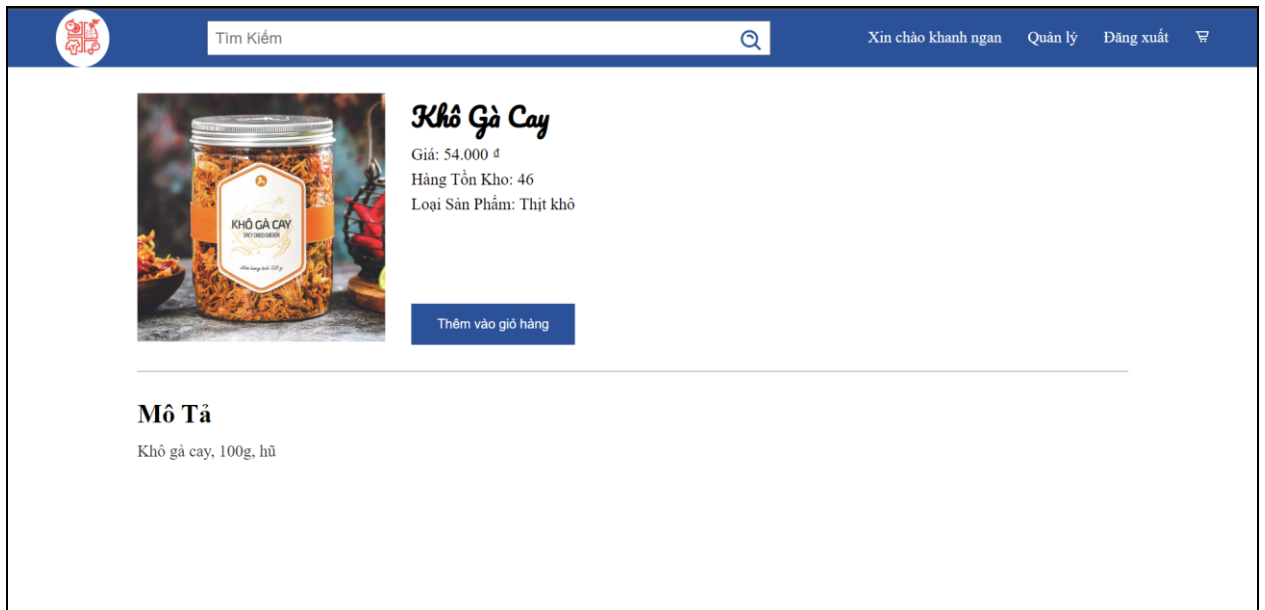 Tìm Kiếm
Xin chào khanh ngan Quản lý Đăng xuất
Khô Gà Cay
Giá: 54.000 ₫
Hàng Tồn Kho: 46
Loại Sản Phẩm: Thịt khô
KHÔ GÀ CAY
Thêm vào giỏ hàng
Mô Tả
Khô gà cay, 100g, hũ